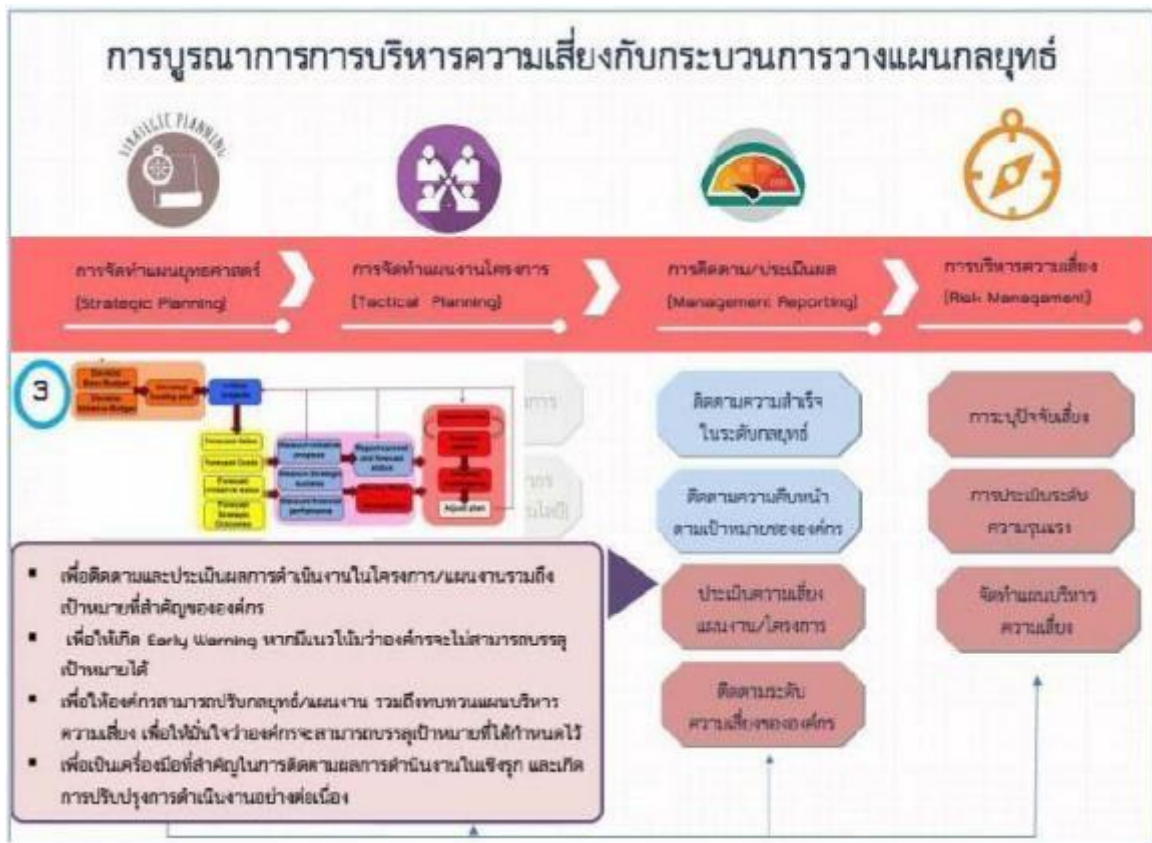 การบูรณาการการบริหารความเสี่ยงกับกระบวนการวางแผนกลยุทธ์
STRATEGIC PLANNING
การจัดทำแผนยุทธศาสตร์
(Strategic Planning)
การจัดทำแผนงานโครงการ
(Tactical Planning)
การติดตาม/ประเมินผล
(Management Reporting)
การบริหารความเสี่ยง
(Risk Management)
3
Adjust plan
ติดตามความสำเร็จ
ในระดับกลยุทธ์
ติดตามความคืบหน้า
ตามเป้าหมายขององค์กร
ประเมินความเสี่ยง
แผนงาน/โครงการ
ติดตามระดับ
ความเสี่ยงขององค์กร
การระบุปัจจัยเสี่ยง
การประเมินระดับ
ความรุนแรง
จัดทำแผนบริหาร
ความเสี่ยง
▪ เพื่อติดตามและประเมินผลการดำเนินงานในโครงการ/แผนงานรวมถึง
เป้าหมายที่สำคัญขององค์กร
▪ เพื่อให้เกิด Early Warning หากมีแนวโน้มว่าองค์กรจะไม่สามารถบรรลุ
เป้าหมายได้
▪ เพื่อให้องค์กรสามารถปรับกลยุทธ์/แผนงาน รวมถึงทบทวนแผนบริหาร
ความเสี่ยง เพื่อให้มั่นใจว่าองค์กรจะสามารถบรรลุเป้าหมายที่ได้กำหนดไว้
▪ เพื่อเป็นเครื่องมือที่สำคัญในการติดตามผลการดำนินงานในเชิงรุก และเกิด
การปรับปรุงการดำเนินงานอย่างต่อเนื่อง